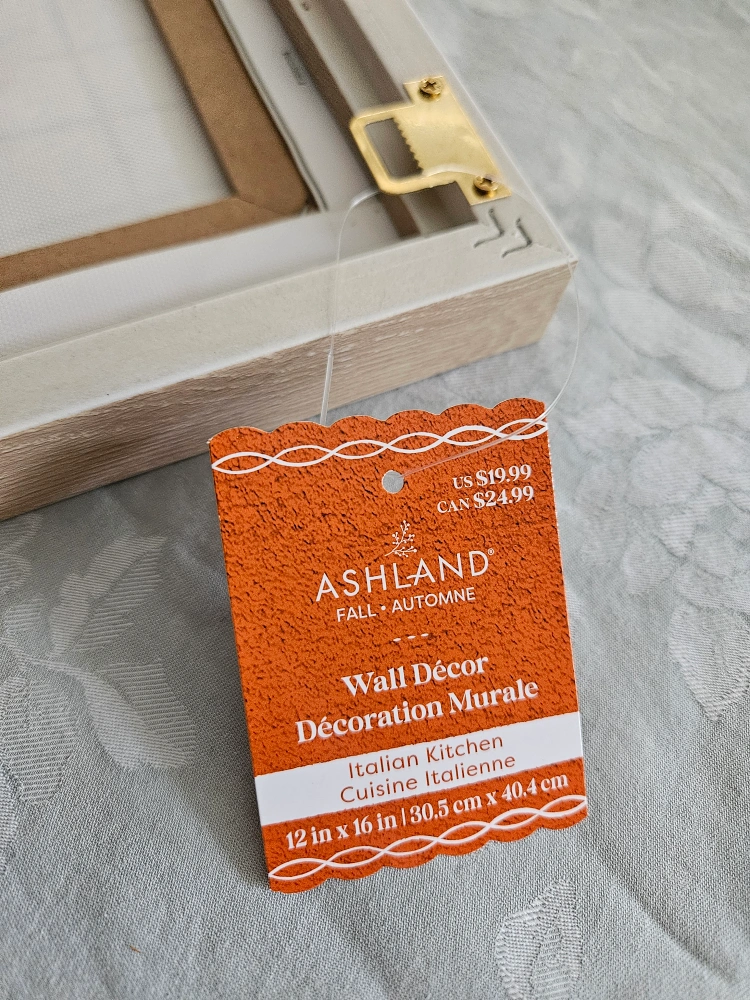 US $19.99
CAN $24.99
ASHLAND®
FALL • AUTOMNE
Wall Décor
Décoration Murale
Italian Kitchen
Cuisine Italienne
12 in x 16 in | 30.5 cm x 40.4 cm